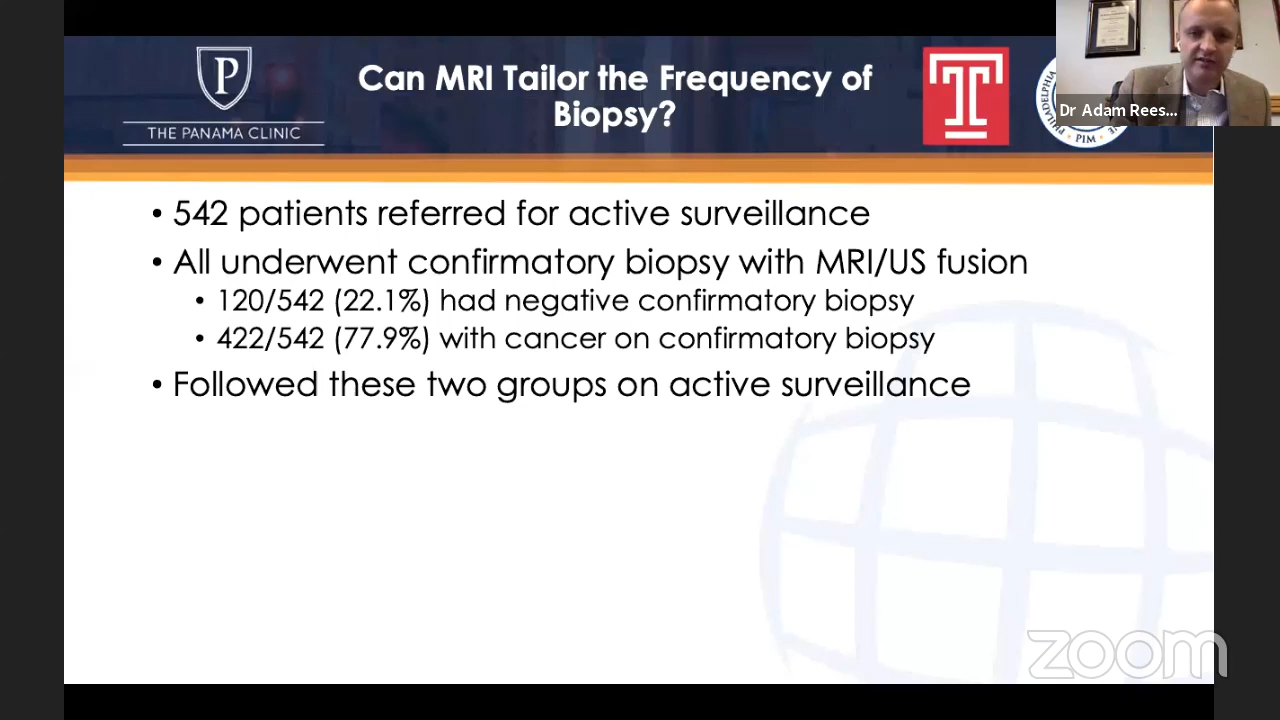 P
THE PANAMA CLINIC
Can MRI Tailor the Frequency of
Biopsy?
T
PHILADELPHIA
PIM
Dr Adam Rees...
• 542 patients referred for active surveillance
• All underwent confirmatory biopsy with MRI/US fusion
• 120/542 (22.1%) had negative confirmatory biopsy
• 422/542 (77.9%) with cancer on confirmatory biopsy
• Followed these two groups on active surveillance
zoom